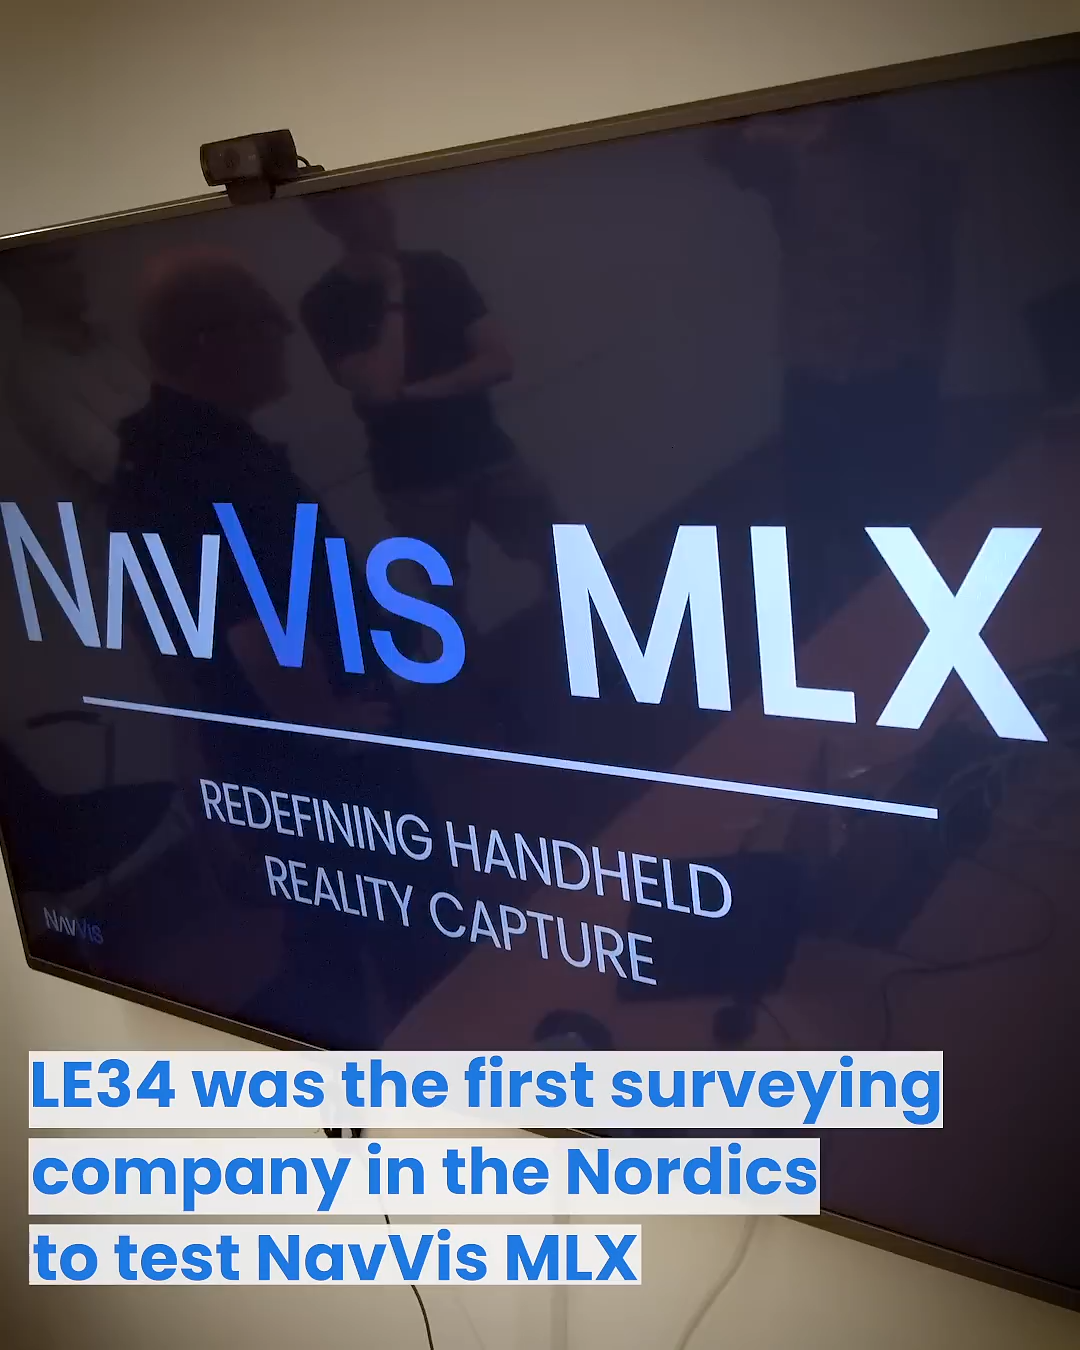 NAVVIS MLX
REDEFINING HANDHELD
REALITY CAPTURE
NAVVIS
LE34 was the first surveying
company in the Nordics
to test NavVis MLX